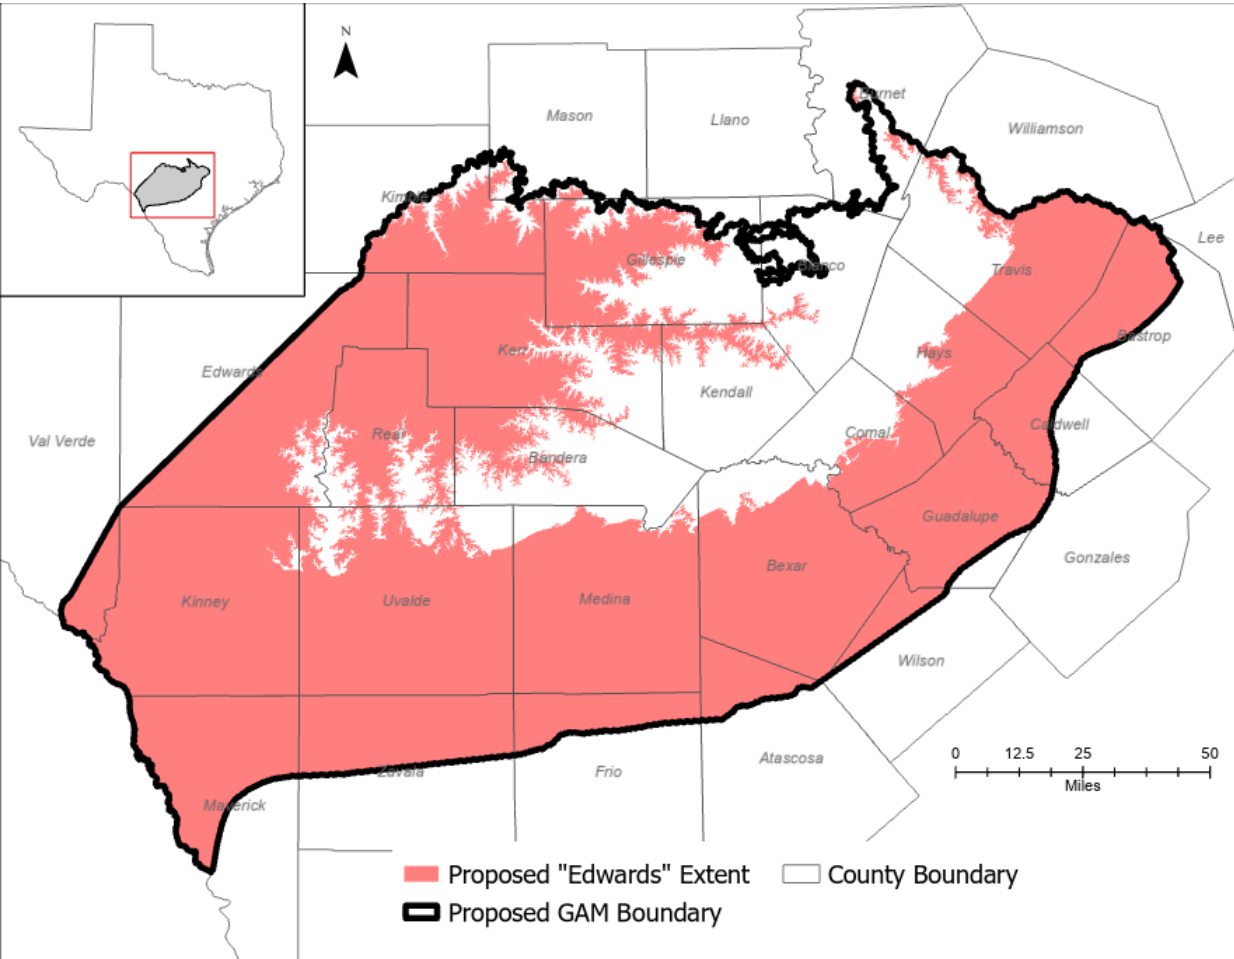 N
Burnet
Mason
Llano
Williamson
Kimble
Lee
Gillespie
Blanco
Travis
Bastrop
Kerr
Hays
Edwards
Kendall
Val Verde
Real
Comal
Caldwell
Bandera
Guadalupe
Gonzales
Bexar
Kinney
Uvalde
Medina
Wilson
0 12.5 25 50
Miles
Atascosa
Zavala
Frio
Maverick
Proposed "Edwards" Extent
County Boundary
Proposed GAM Boundary